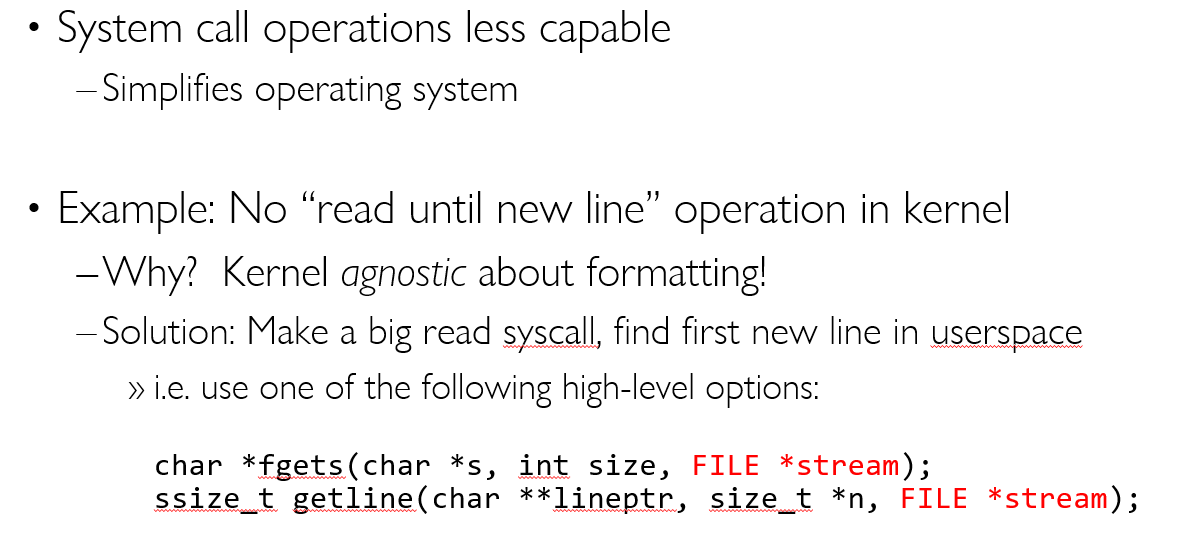 • System call operations less capable
– Simplifies operating system
• Example: No “read until new line” operation in kernel
– Why?  Kernel agnostic about formatting!
– Solution: Make a big read syscall, find first new line in userspace
» i.e. use one of the following high-level options:
char *fgets(char *s, int size, FILE *stream);
ssize_t getline(char **lineptr, size_t *n, FILE *stream);